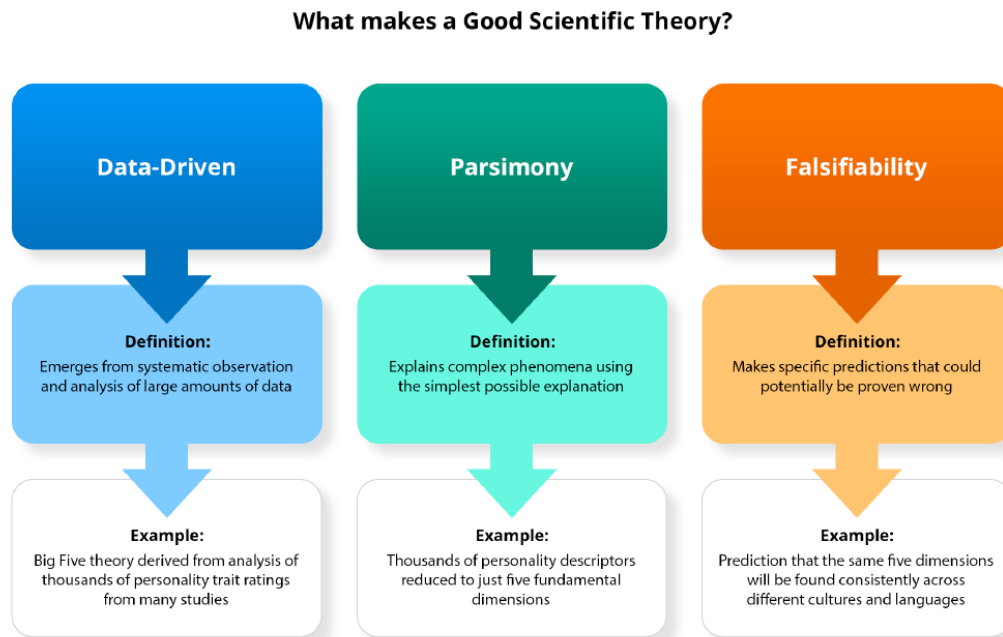 What makes a Good Scientific Theory?
Data-Driven
Definition:
Emerges from systematic observation
and analysis of large amounts of data
Example:
Big Five theory derived from analysis of
thousands of personality trait ratings
from many studies
Parsimony
Definition:
Explains complex phenomena using
the simplest possible explanation
Example:
Thousands of personality descriptors
reduced to just five fundamental
dimensions
Falsifiability
Definition:
Makes specific predictions that could
potentially be proven wrong
Example:
Prediction that the same five dimensions
will be found consistently across
different cultures and languages